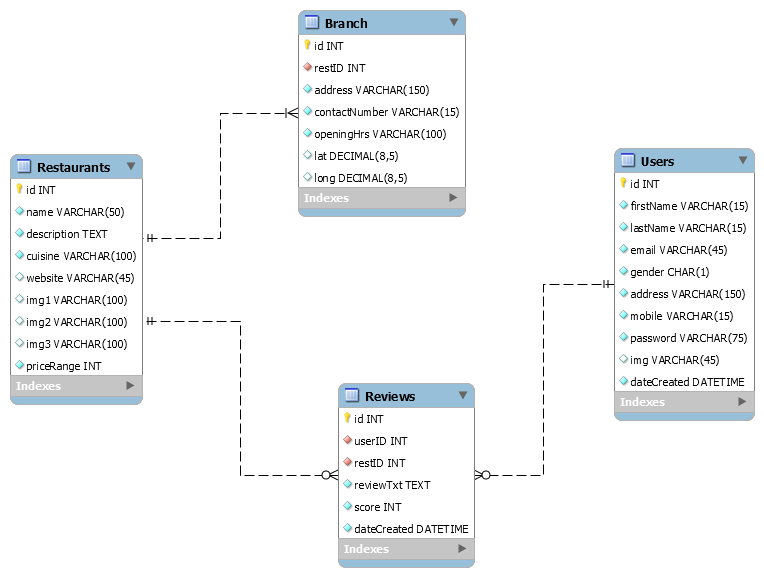 Branch
id INT
restID INT
address VARCHAR(150)
contactNumber VARCHAR(15)
openingHrs VARCHAR(100)
lat DECIMAL(8,5)
long DECIMAL(8,5)
Indexes
Restaurants
id INT
name VARCHAR(50)
description TEXT
cuisine VARCHAR(100)
website VARCHAR(45)
img1 VARCHAR(100)
img2 VARCHAR(100)
img3 VARCHAR(100)
priceRange INT
Indexes
Users
id INT
firstName VARCHAR(15)
lastName VARCHAR(15)
email VARCHAR(45)
gender CHAR(1)
address VARCHAR(150)
mobile VARCHAR(15)
password VARCHAR(75)
img VARCHAR(45)
dateCreated DATETIME
Indexes
Reviews
id INT
userID INT
restID INT
reviewTxt TEXT
score INT
dateCreated DATETIME
Indexes